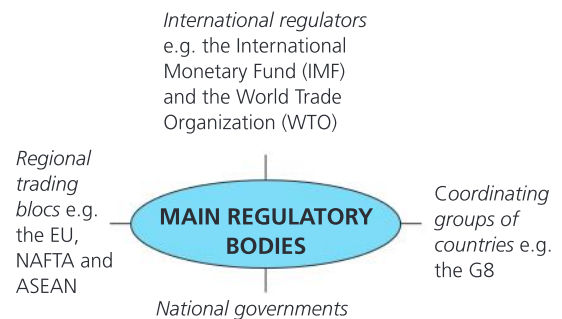 International regulators
e.g. the International
Monetary Fund (IMF)
and the World Trade
Organization (WTO)
Regional
trading
blocs e.g.
the EU,
NAFTA and
ASEAN
MAIN REGULATORY
BODIES
Coordinating
groups of
countries e.g.
the G8
National governments